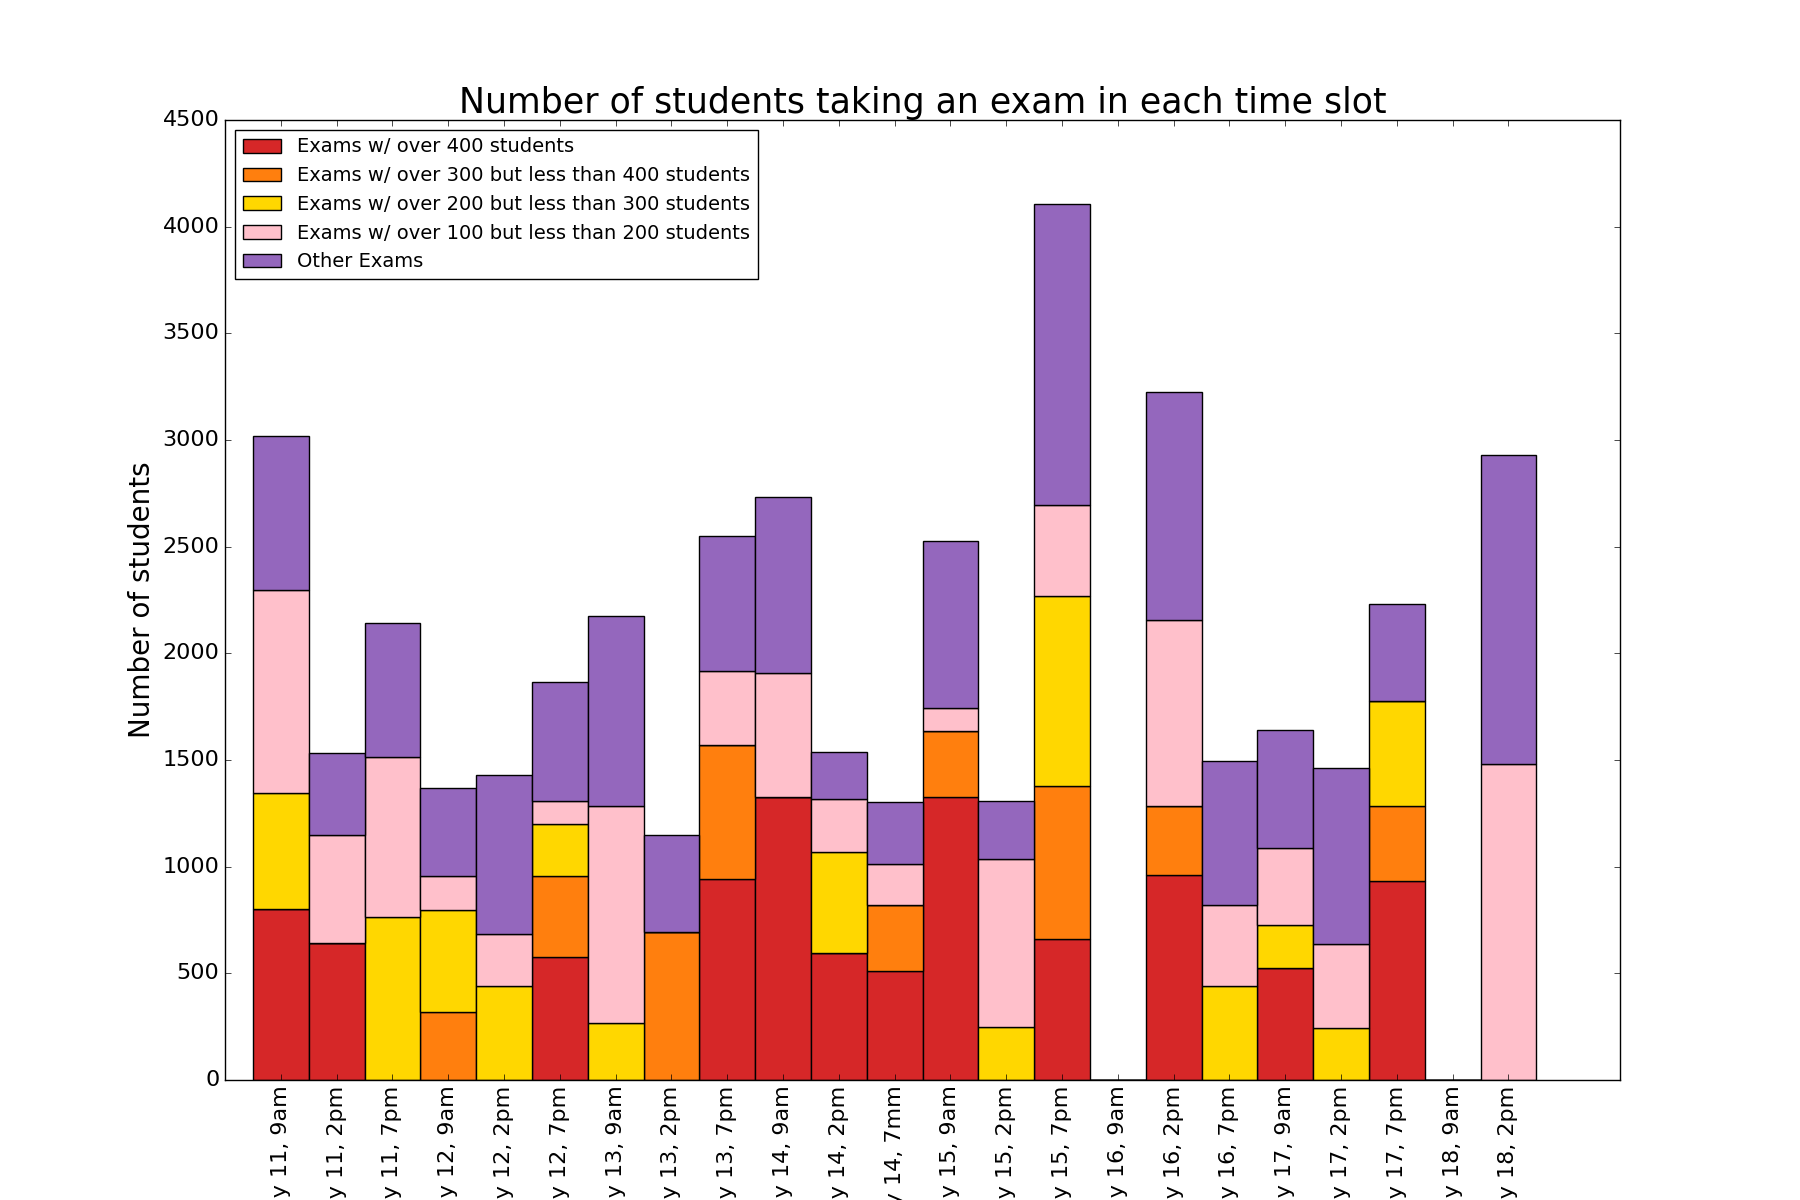 Number of students taking an exam in each time slot
Exams w/ over 400 students
Exams w/ over 300 but less than 400 students
Exams w/ over 200 but less than 300 students
Exams w/ over 100 but less than 200 students
Other Exams
Number of students
4500
4000
3500
3000
2500
2000
1500
1000
500
0
y 11, 9am
y 11, 2pm
y 11, 7pm
y 12, 9am
y 12, 2pm
y 12, 7pm
y 13, 9am
y 13, 2pm
y 13, 7pm
y 14, 9am
y 14, 2pm
y 14, 7mm
y 15, 9am
y 15, 2pm
y 15, 7pm
y 16, 9am
y 16, 2pm
y 16, 7pm
y 17, 9am
y 17, 2pm
y 17, 7pm
y 18, 9am
y 18, 2pm